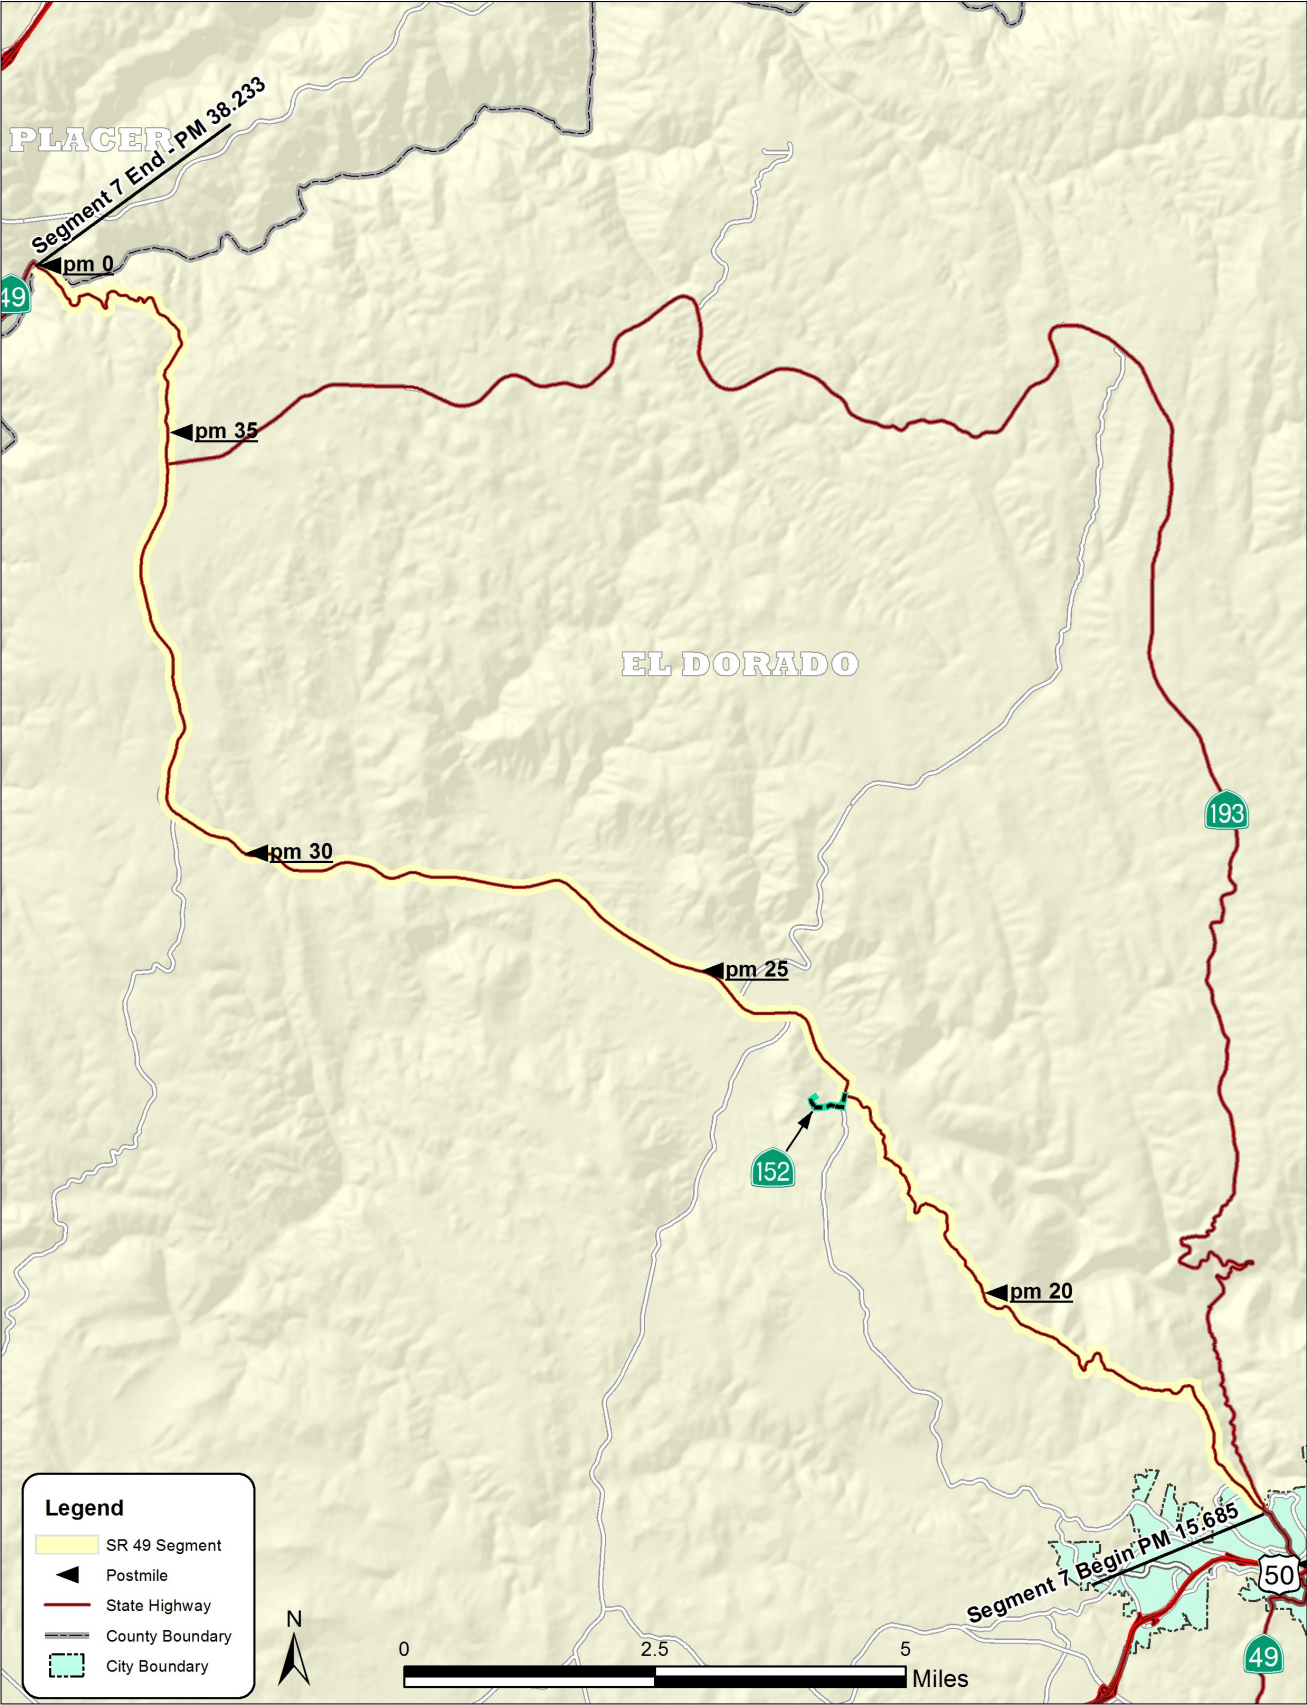 PLACER
Segment 7 End - PM 38.233
pm 0
49
pm 35
EL DORADO
193
pm 30
pm 25
152
pm 20
Segment 7 Begin PM 15.685
50
49
Legend
SR 49 Segment
Postmile
State Highway
County Boundary
City Boundary
N
0 2.5 5
Miles